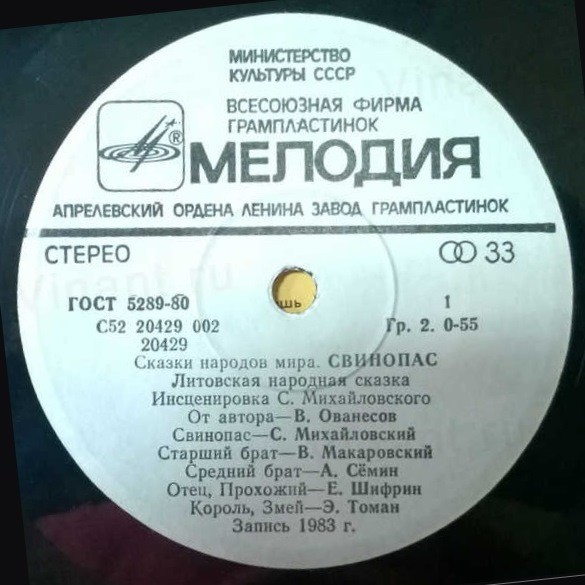 МИНИСТЕРСТВО
КУЛЬТУРЫ СССР
ВСЕСОЮЗНАЯ ФИРМА
ГРАМПЛАСТИНОК
®
МЕЛОДИЯ
АПРЕЛЕВСКИЙ ОРДЕНА ЛЕНИНА ЗАВОД ГРАМПЛАСТИНОК
СТЕРЕО 33
ГОСТ 5289-80 1
С52 20429 002 Гр. 2. 0-55
20429
Сказки народов мира. СВИНОПАС
Литовская народная сказка
Инсценировка С. Михайловского
От автора—В. Ованесов
Свинопас—С. Михайловский
Старший брат—В. Макаровский
Средний брат—А. Сёмин
Отец, Прохожий—Е. Шифрин
Король, Змей—Э. Томан
Запись 1983 г.